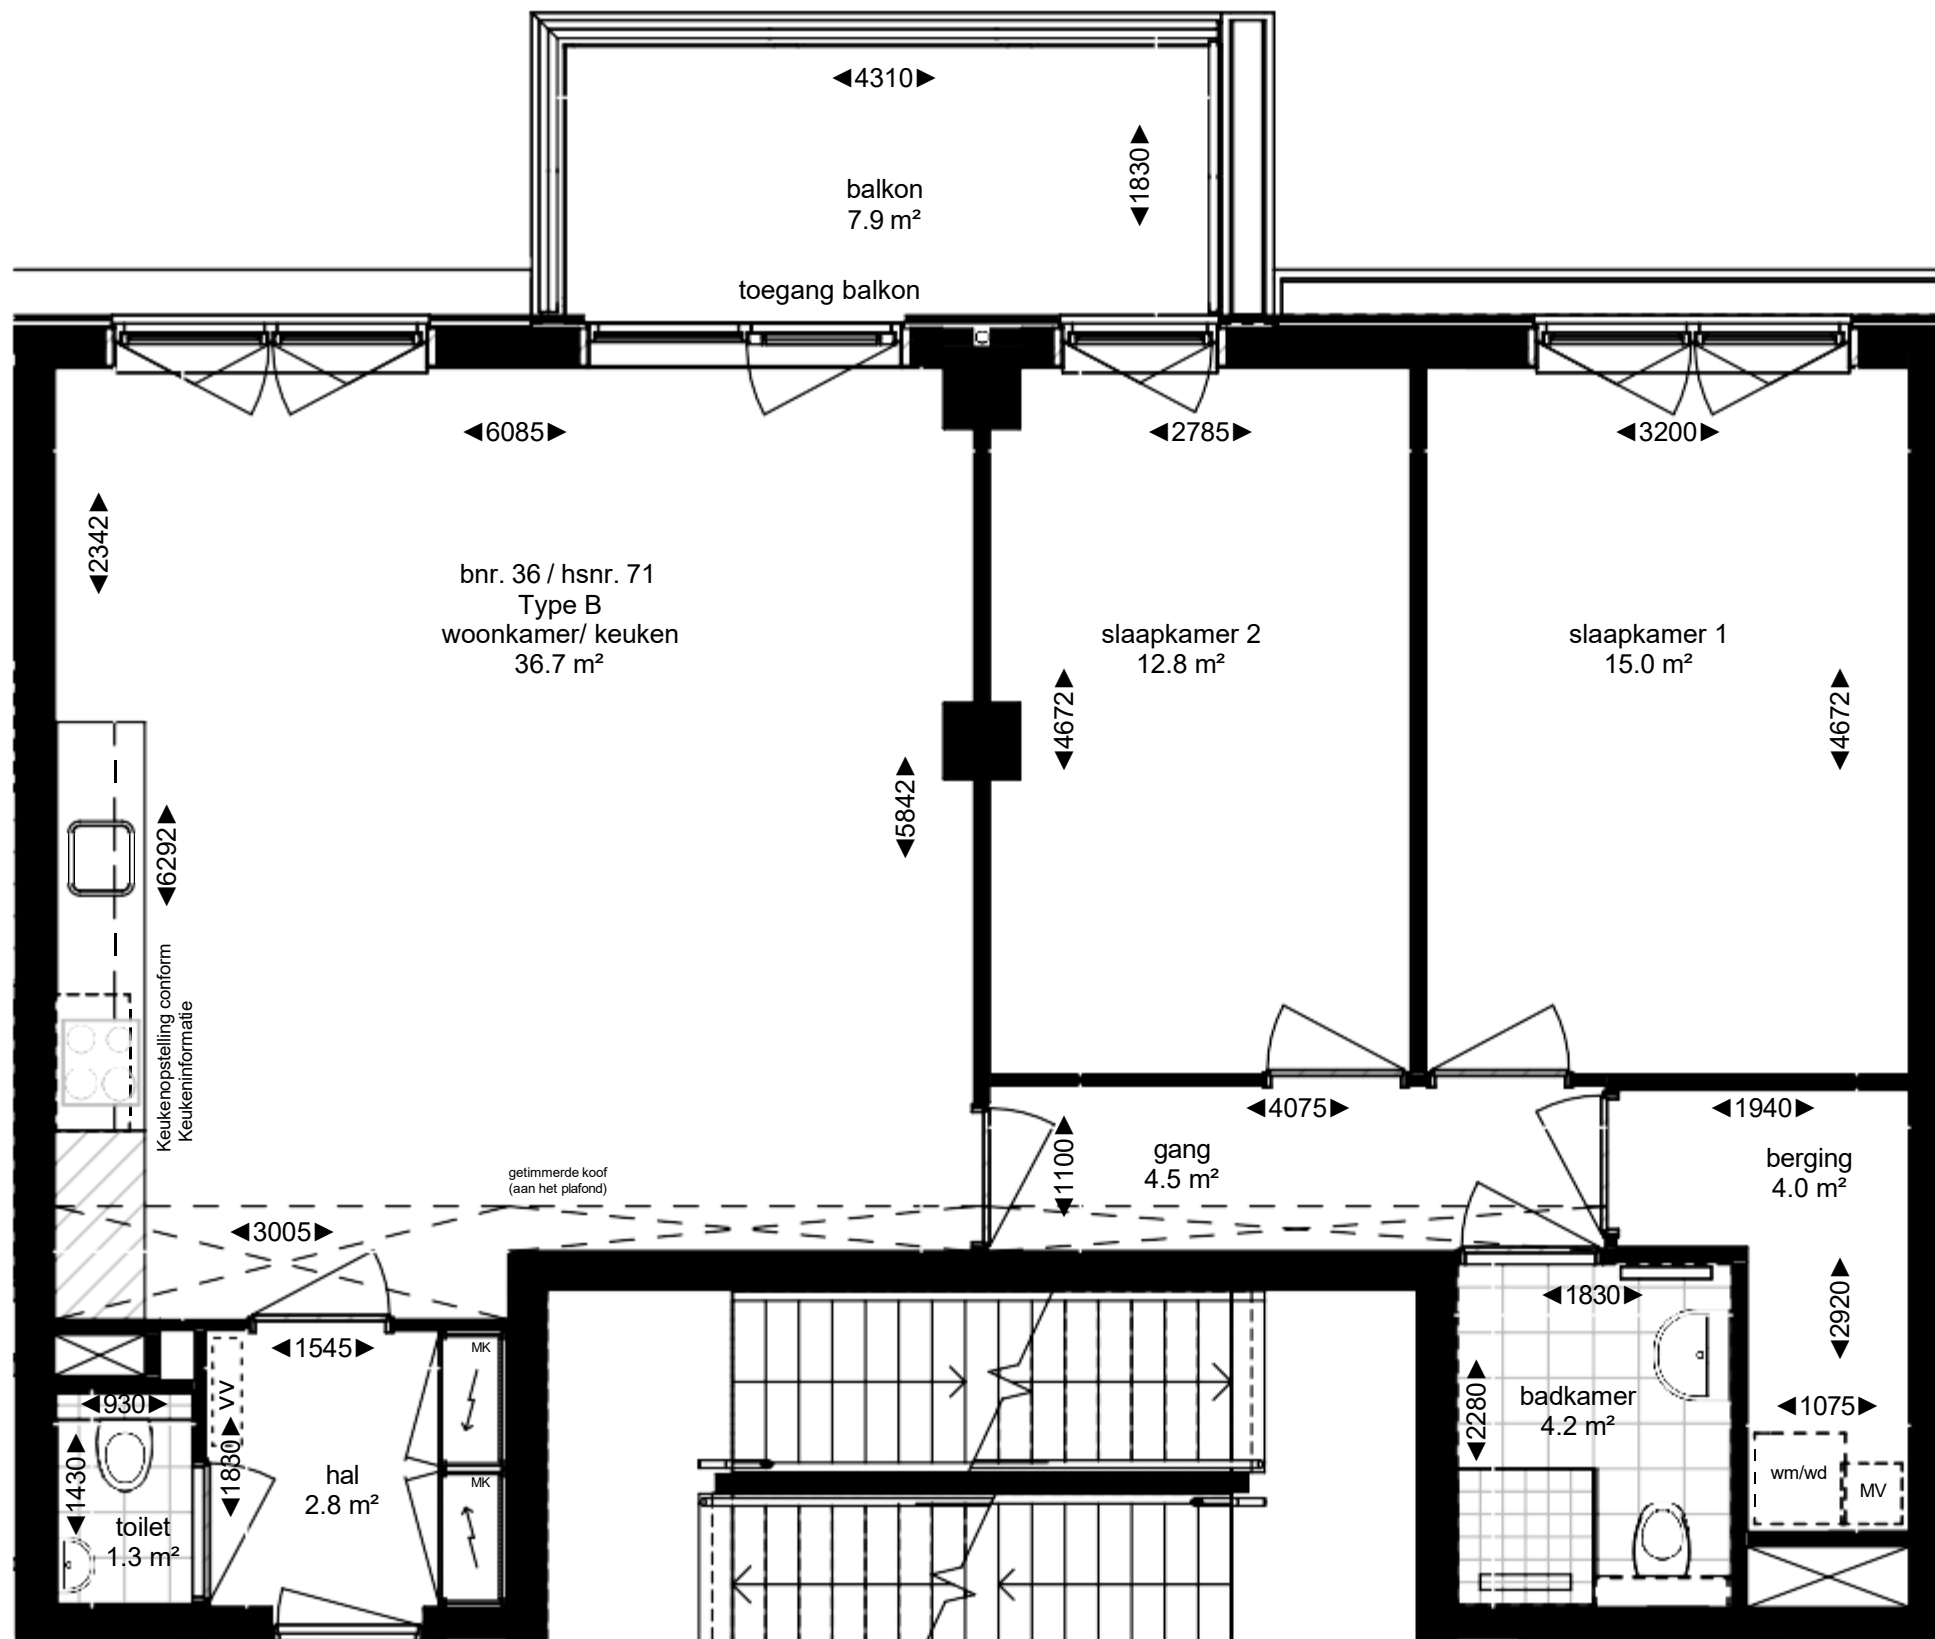 ◄4310►
◄1830►
balkon
7.9 m²
toegang balkon
◄6085►
◄2785►
◄3200►
◄2342►
bnr. 36 / hsnr. 71
Type B
woonkamer/ keuken
36.7 m²
slaapkamer 2
12.8 m²
slaapkamer 1
15.0 m²
◄4672►
◄4672►
◄5842►
◄6292►
Keukenopstelling conform
Keukeninformatie
◄4075►
◄1940►
gang
4.5 m²
◄1100►
berging
4.0 m²
getimmerde koof
(aan het plafond)
◄3005►
◄1830►
◄2920►
◄1545►
MK
VV
◄930►
◄1830►
◄1430►
hal
2.8 m²
MK
toilet
1.3 m²
◄2280►
badkamer
4.2 m²
◄1075►
wm/wd
MV